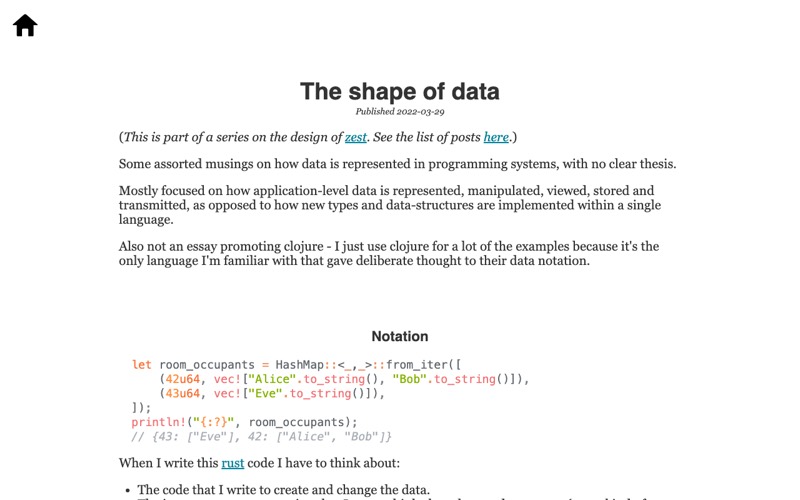 The shape of data
Published 2022-03-29
(This is part of a series on the design of zest. See the list of posts here.)
Some assorted musings on how data is represented in programming systems, with no clear thesis.
Mostly focused on how application-level data is represented, manipulated, viewed, stored and
transmitted, as opposed to how new types and data-structures are implemented within a single
language.
Also not an essay promoting clojure - I just use clojure for a lot of the examples because it's the
only language I'm familiar with that gave deliberate thought to their data notation.
Notation
let room_occupants = HashMap::<_,_>::from_iter([
    (42u64, vec!["Alice".to_string(), "Bob".to_string()]),
    (43u64, vec!["Eve".to_string()]),
]);
println!("{:?}", room_occupants);
// {43: ["Eve"], 42: ["Alice", "Bob"]}
When I write this rust code I have to think about:
• The code that I write to create and change the data.